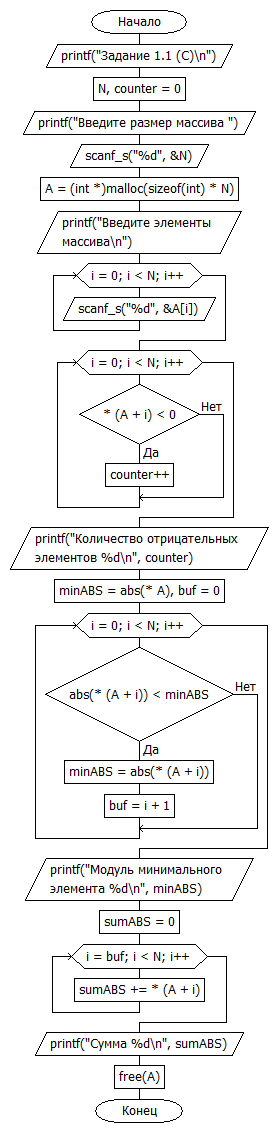 Начало
printf("Задание 1.1 (C)\n")
N, counter = 0
printf("Введите размер массива ")
scanf_s("%d", &N)
A = (int *)malloc(sizeof(int) * N)
printf("Введите элементы
массива\n")
i = 0; i < N; i++
scanf_s("%d", &A[i])
i = 0; i < N; i++
* (A + i) < 0
Нет
Да
counter++
printf("Количество отрицательных
элементов %d\n", counter)
minABS = abs(* A), buf = 0
i = 0; i < N; i++
abs(* (A + i)) < minABS
Нет
Да
minABS = abs(* (A + i))
buf = i + 1
printf("Модуль минимального
элемента %d\n", minABS)
sumABS = 0
i = buf; i < N; i++
sumABS += * (A + i)
printf("Сумма %d\n", sumABS)
free(A)
Конец